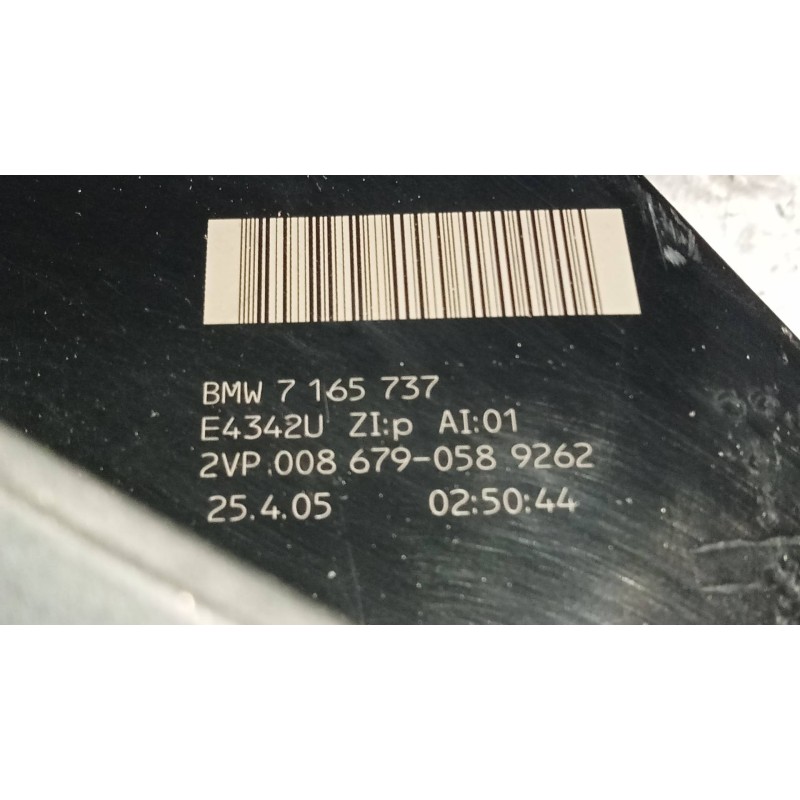 BMW 7 165 737
E4342U ZI:p AI:01
2VP.008 679-058 9262
25.4.05 02:50:44